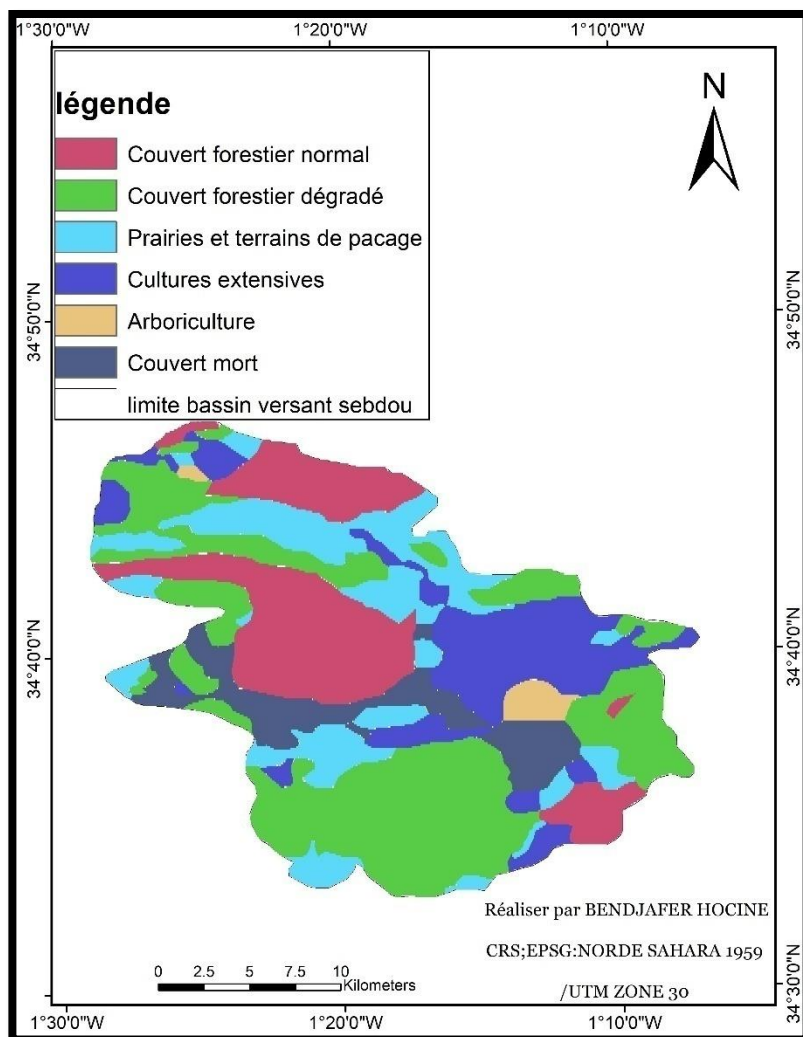 1°30'0"W 1°20'0"W 1°10'0"W
légende
Couvert forestier normal
Couvert forestier dégradé
Prairies et terrains de pacage
Cultures extensives
Arboriculture
Couvert mort
limite bassin versant sebdou
N
34°50'0"N 34°50'0"N
34°40'0"N 34°40'0"N
Réaliser par BENDJAFER HOCINE
CRS;EPSG:NORDE SAHARA 1959
/UTM ZONE 30
34°30'0"N
0 2.5 5 7.5 10
Kilometers
1°30'0"W 1°20'0"W 1°10'0"W